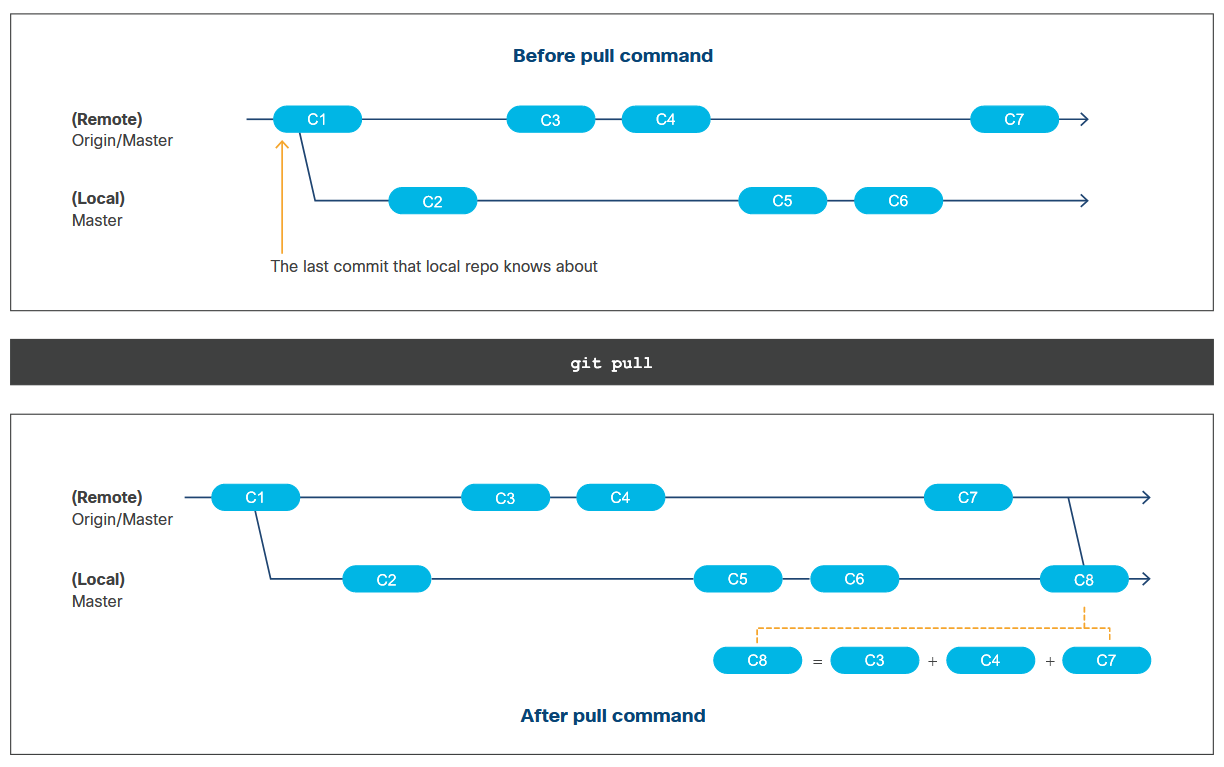 Before pull command
(Remote) C1 C3 C4 C7
Origin/Master
(Local) C2 C5 C6
Master
The last commit that local repo knows about
git pull
(Remote) C1 C3 C4 C7
Origin/Master
(Local) C2 C5 C6 C8
Master
C8 = C3 + C4 + C7
After pull command